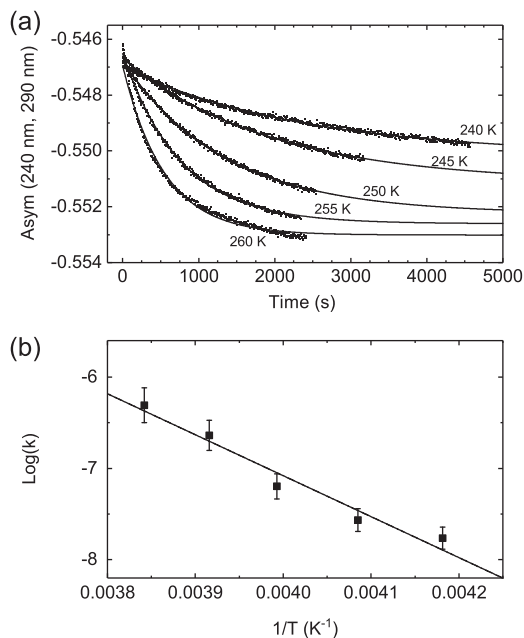 (a)
-0.546
-0.548
-0.550
-0.552
-0.554
Asym (240 nm, 290 nm)
240 K
245 K
250 K
255 K
260 K
0 1000 2000 3000 4000 5000
Time (s)
(b)
-6
-7
-8
Log(k)
0.0038 0.0039 0.0040 0.0041 0.0042
1/T (K⁻¹)